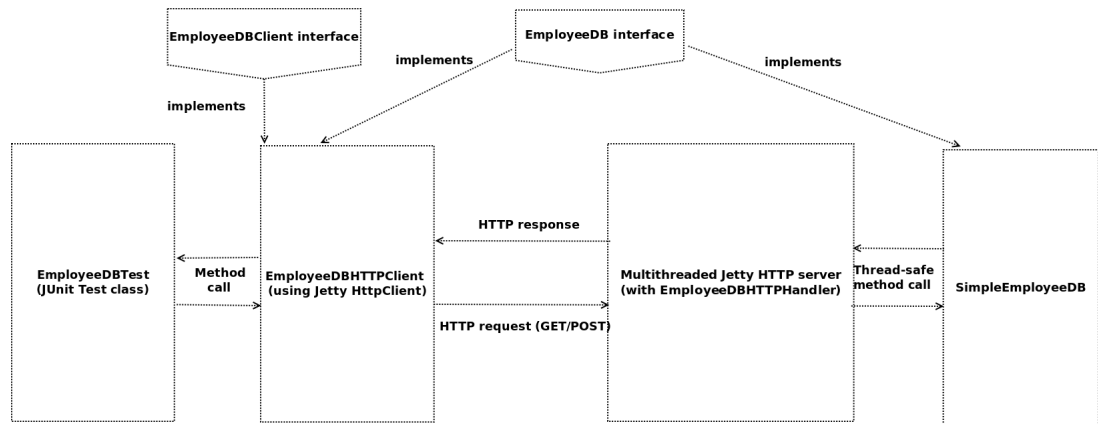 EmployeeDBClient interface
EmployeeDB interface
implements
implements
implements
HTTP response
EmployeeDBTest
(JUnit Test class)
Method
call
EmployeeDBHTTPClient
(using Jetty HttpClient)
Multithreaded Jetty HTTP server
(with EmployeeDBHTTPHandler)
Thread-safe
method call
SimpleEmployeeDB
HTTP request (GET/POST)